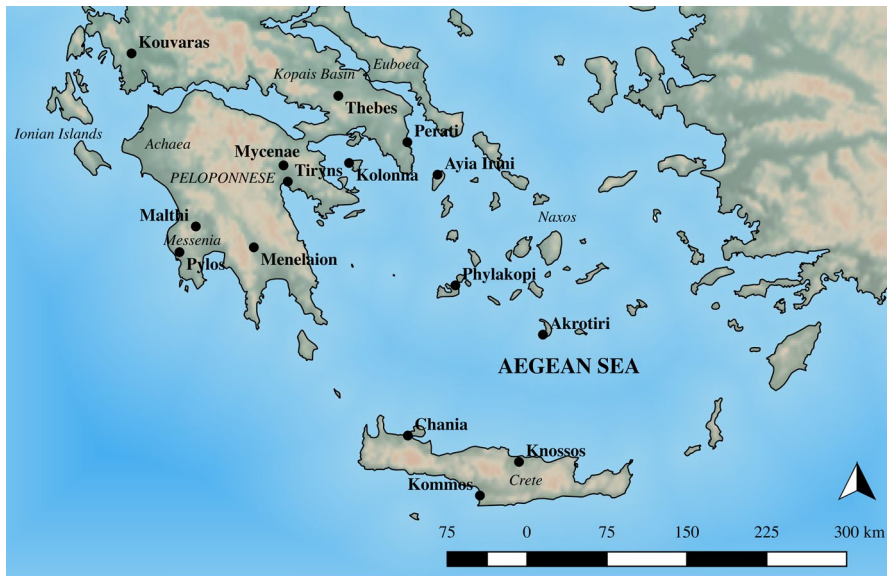 Kouvaras
Euboea
Kopais Basin
Thebes
Ionian Islands
Achaea
Perati
Mycenae
Ayia Irini
Tiryns
Kolonna
PELOPONNESE
Malthi
Naxos
Messenia
Menelaion
Pylos
Phylakopi
Akrotiri
AEGEAN SEA
Chania
Knossos
Kommos
Crete
75 0 75 150 225 300 km